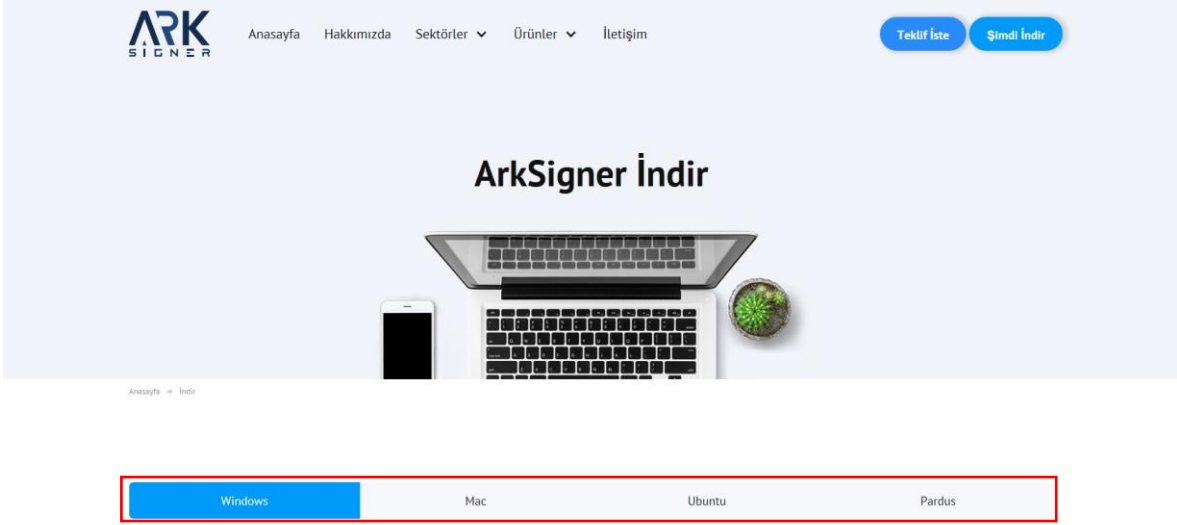 ARK
SIGNER
Anasayfa Hakkımızda Sektörler Ürünler İletişim Teklif İste Şimdi İndir
ArkSigner İndir
Anasayfa → İndir
Windows Mac Ubuntu Pardus